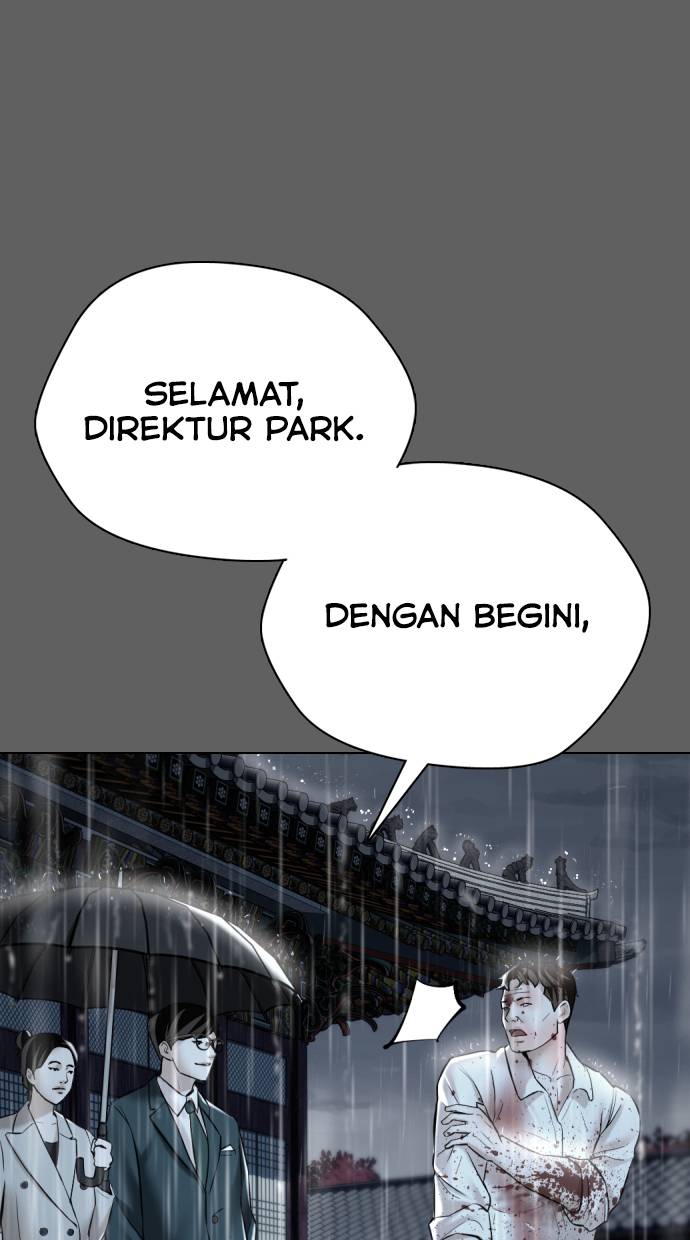 SELAMAT,
DIREKTUR PARK.
DENGAN BEGINI,